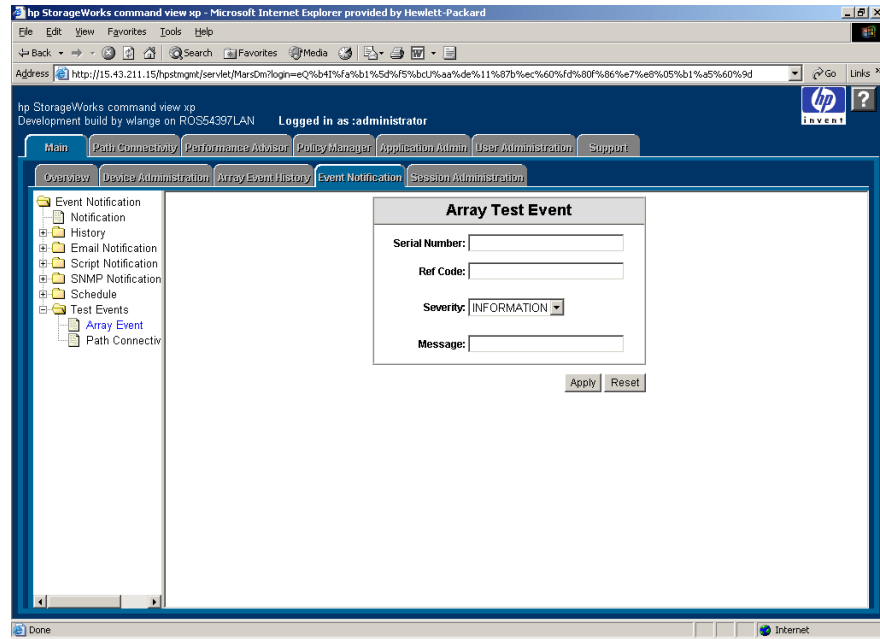 hp StorageWorks command view xp - Microsoft Internet Explorer provided by Hewlett-Packard
File Edit View Favorites Tools Help
Back Search Favorites Media
Address http://15.43.211.15/hpstmgmt/servlet/MarsDm?login=eQ%b4I%fa%b1%5d%f5%bcU%aa%de%11%87b%ec%60%fd%80f%86%e7%e8%05%b1%a5%60%9d Go Links »
hp StorageWorks command view xp
Development build by wlange on ROS54397LAN Logged in as :administrator
hp
invent
?
Main Path Connectivity Performance Advisor Policy Manager Application Admin User Administration Support
Overview Device Administration Array Event History Event Notification Session Administration
Event Notification
Notification
History
Email Notification
Script Notification
SNMP Notification
Schedule
Test Events
Array Event
Path Connectiv
Array Test Event
Serial Number:
Ref Code:
Severity: INFORMATION
Message:
Apply Reset
Done Internet